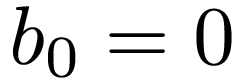 b₀ = 0